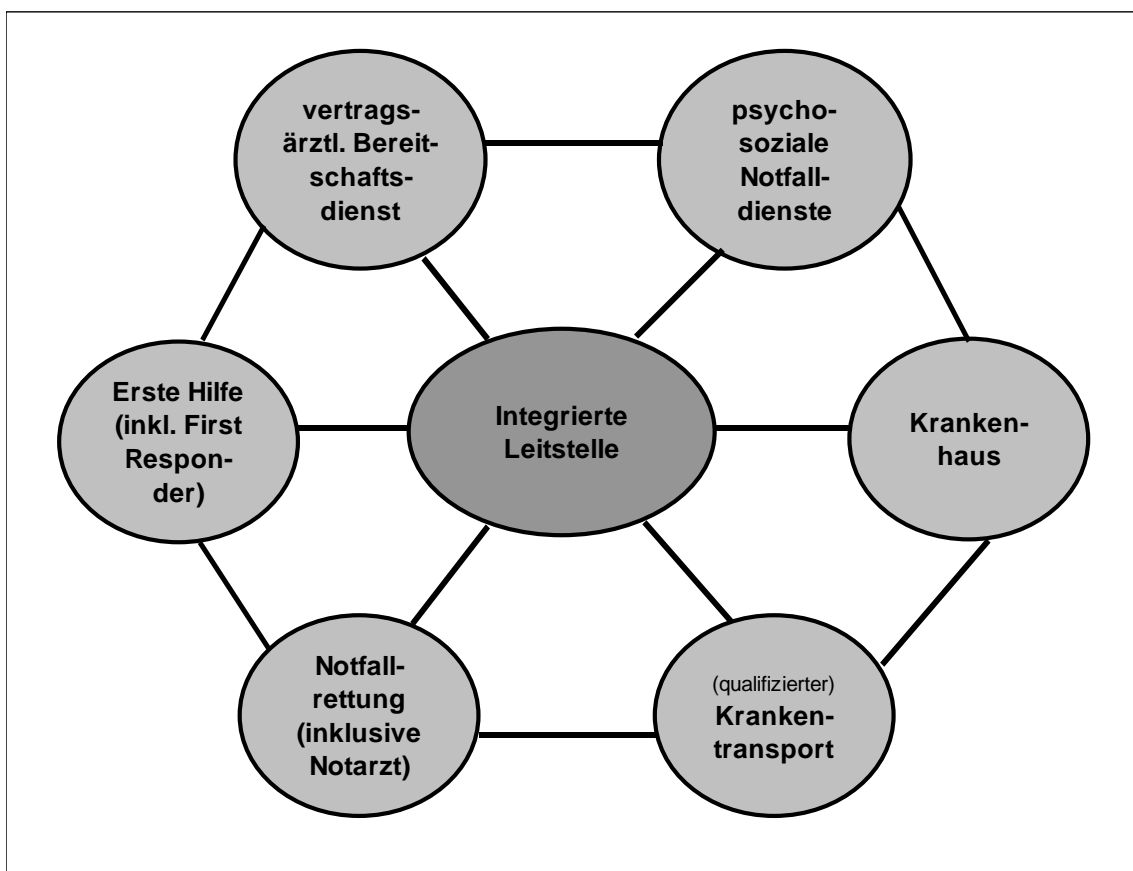 vertrags-
ärztl. Bereit-
schafts-
dienst
psycho-
soziale
Notfall-
dienste
Erste Hilfe
(inkl. First
Respon-
der)
Integrierte
Leitstelle
Kranken-
haus
Notfall-
rettung
(inklusive
Notarzt)
(qualifizierter)
Kranken-
transport